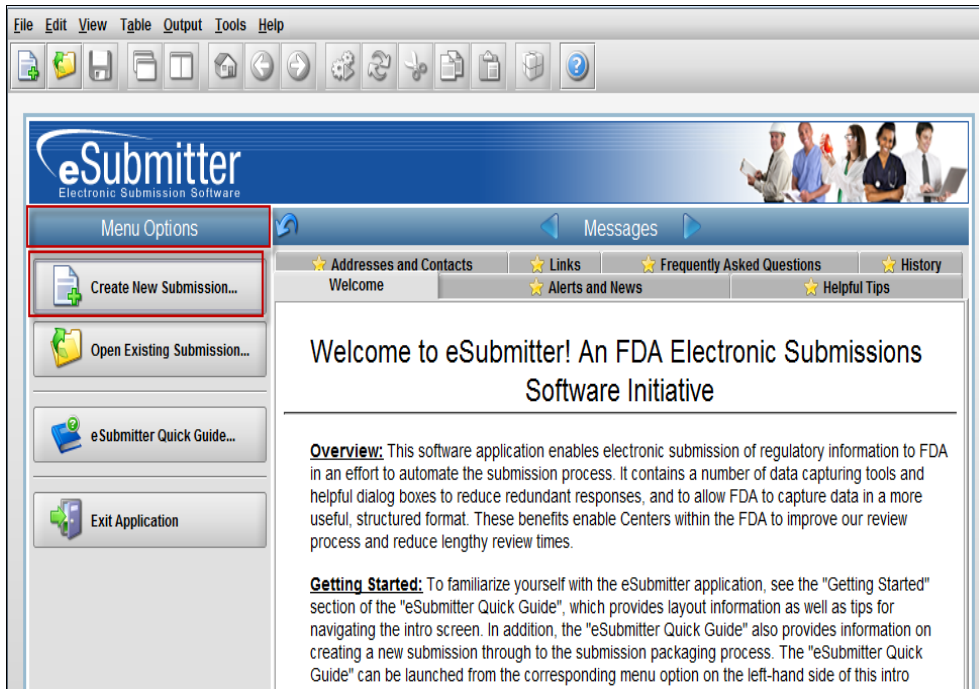 File Edit View Table Output Tools Help
eSubmitter
Electronic Submission Software
Menu Options
Messages
Create New Submission...
Open Existing Submission...
eSubmitter Quick Guide...
Exit Application
Addresses and Contacts Links Frequently Asked Questions History
Welcome Alerts and News Helpful Tips
Welcome to eSubmitter! An FDA Electronic Submissions
Software Initiative
Overview: This software application enables electronic submission of regulatory information to FDA
in an effort to automate the submission process. It contains a number of data capturing tools and
helpful dialog boxes to reduce redundant responses, and to allow FDA to capture data in a more
useful, structured format. These benefits enable Centers within the FDA to improve our review
process and reduce lengthy review times.
Getting Started: To familiarize yourself with the eSubmitter application, see the "Getting Started"
section of the "eSubmitter Quick Guide", which provides layout information as well as tips for
navigating the intro screen. In addition, the "eSubmitter Quick Guide" also provides information on
creating a new submission through to the submission packaging process. The "eSubmitter Quick
Guide" can be launched from the corresponding menu option on the left-hand side of this intro